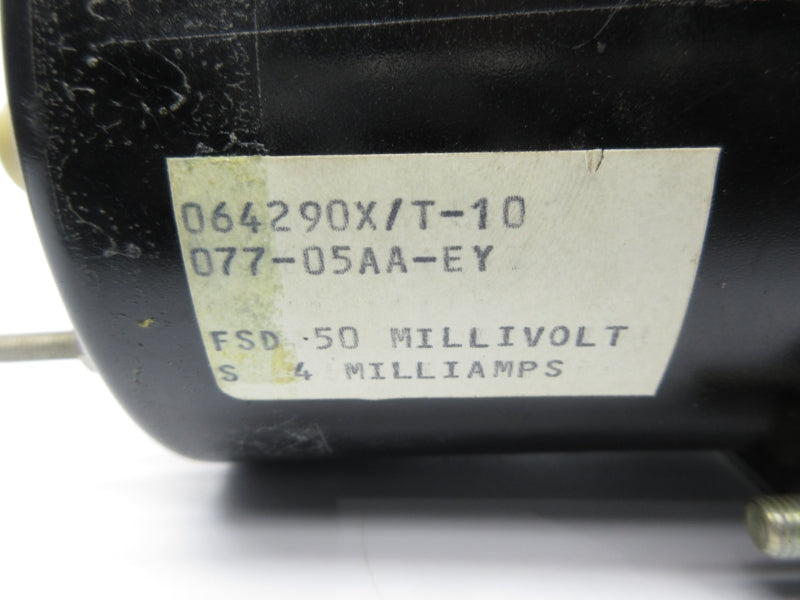 064290X/T-10
077-05AA-EY
FSD 50 MILLIVOLT
S 4 MILLIAMPS